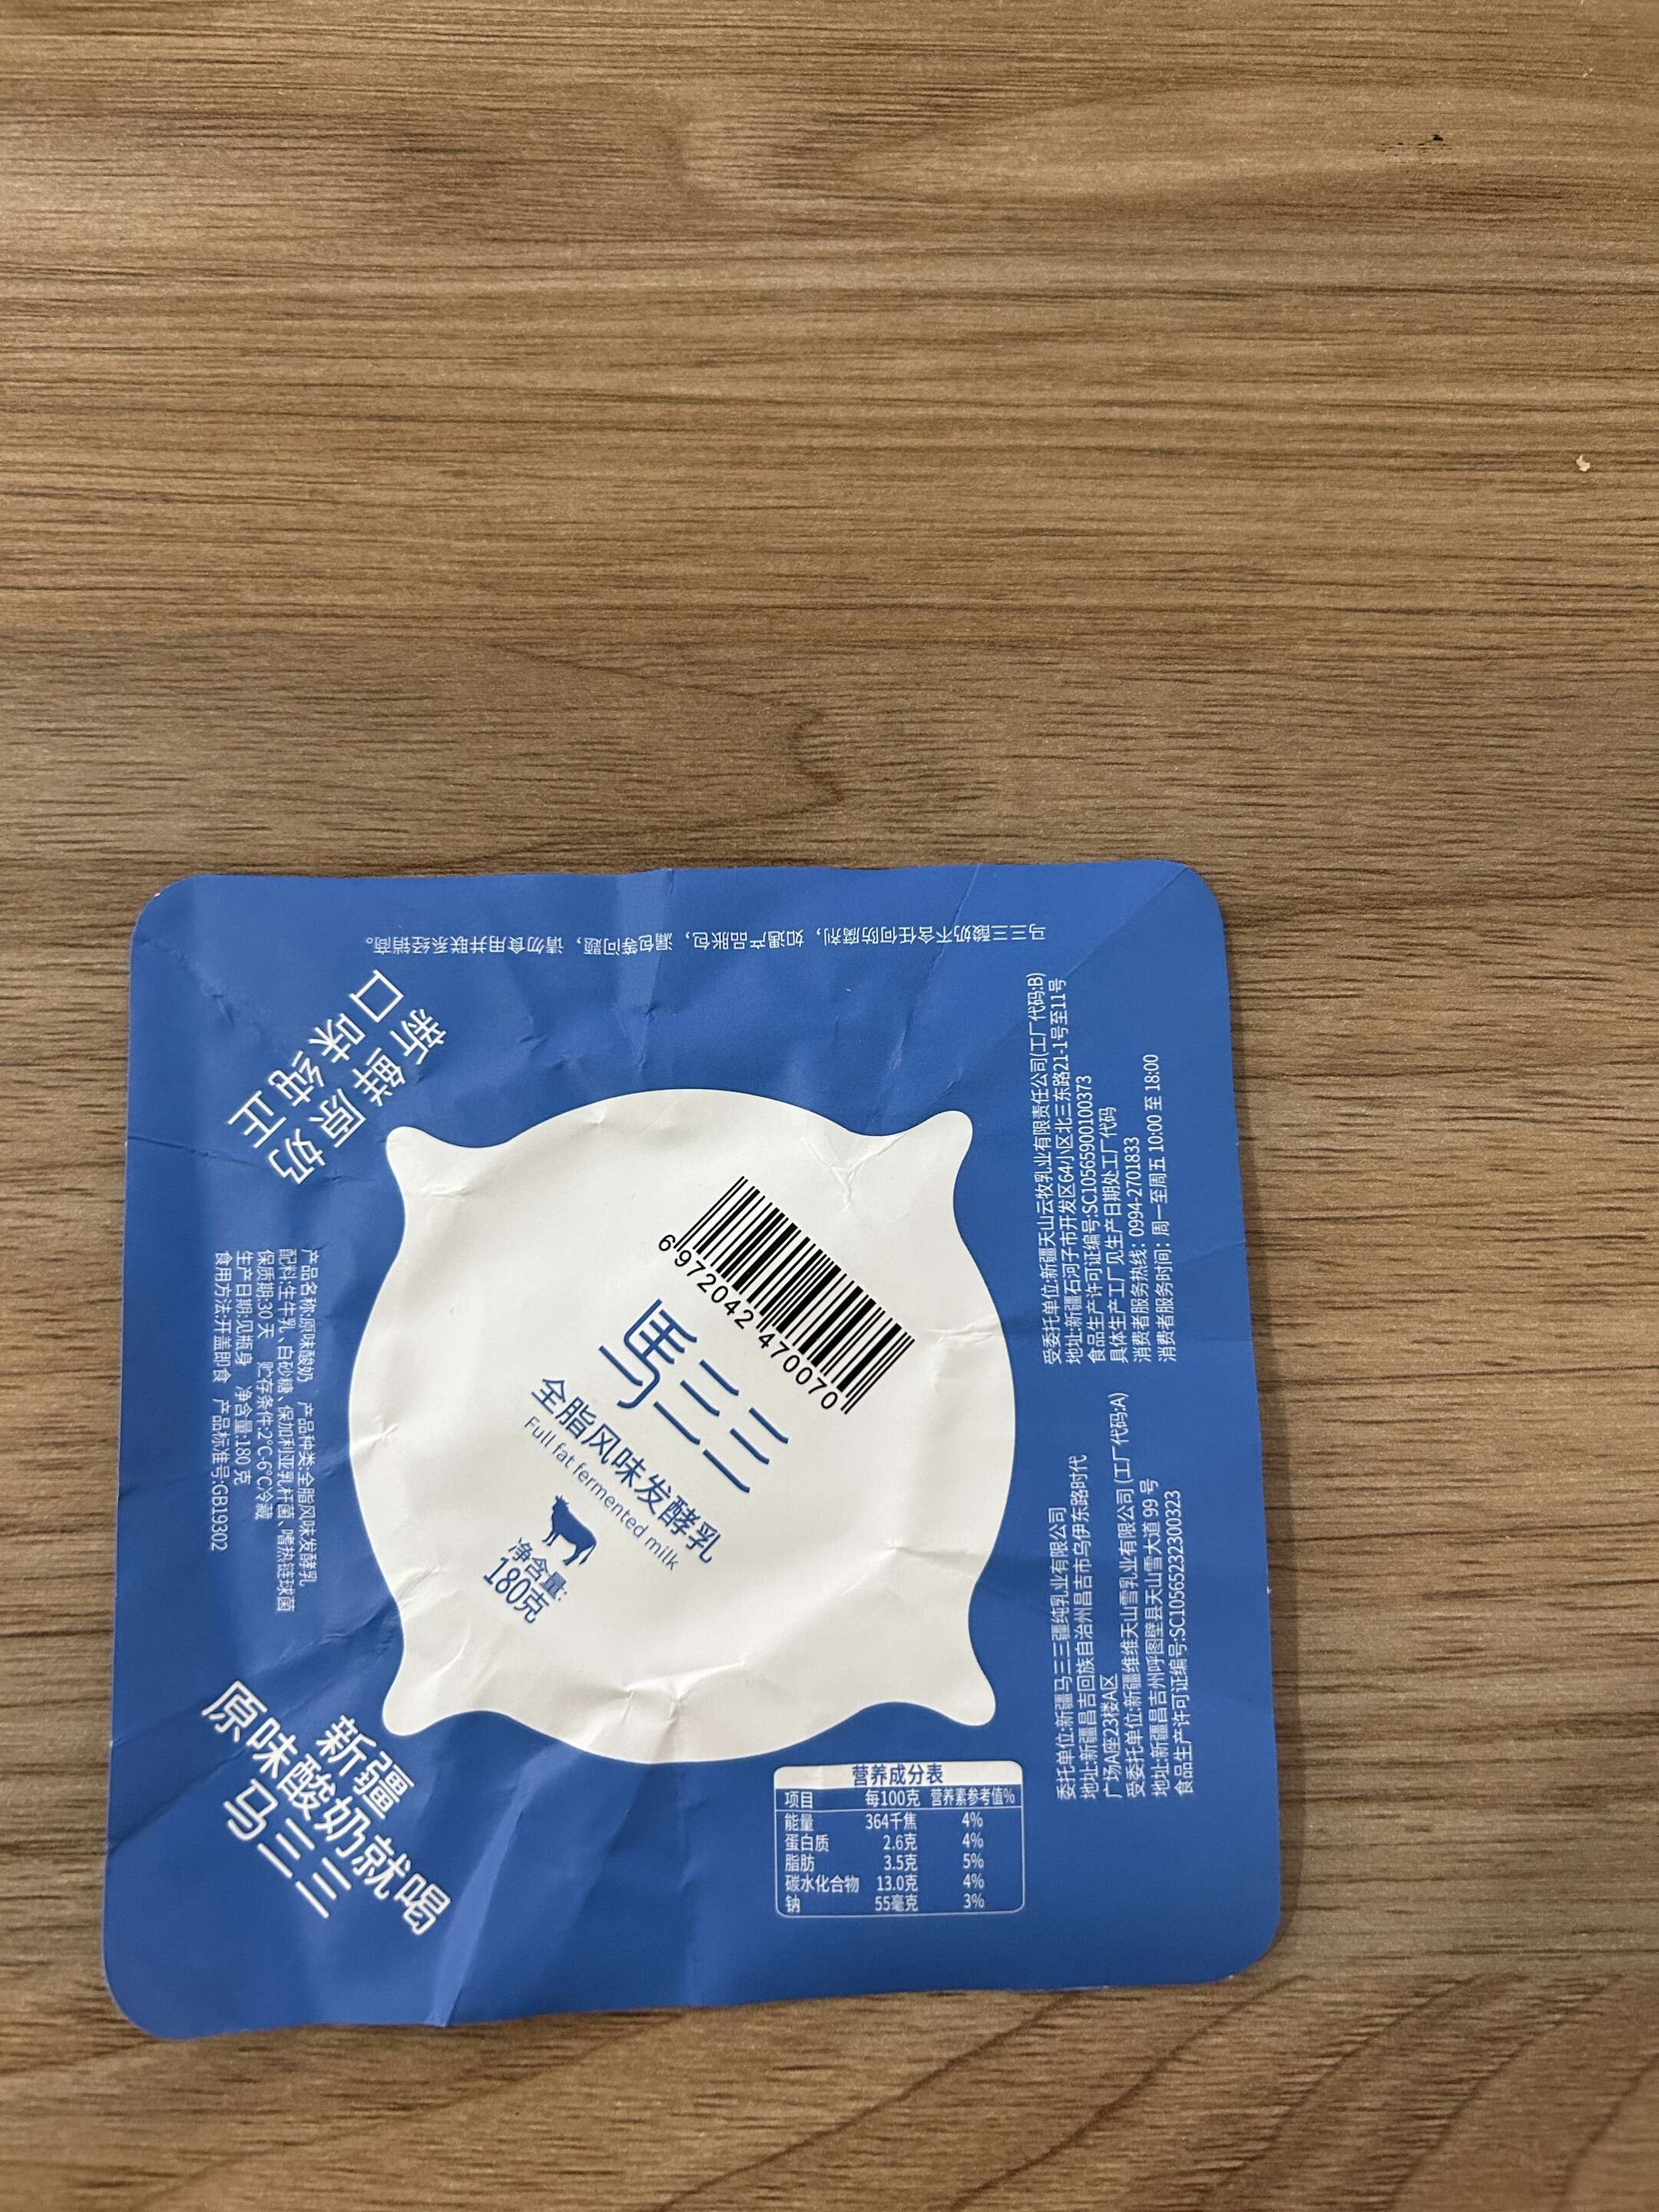 马三三酸奶不含任何防腐剂，如遇产品胀包，漏包等问题，请勿食用并联系经销商。
新鲜原奶
口味纯正
产品名称:原味酸奶 产品种类:全脂风味发酵乳
配料:生牛乳、白砂糖、保加利亚乳杆菌、嗜热链球菌
保质期:30天 贮存条件:2°C-6°C冷藏
生产日期:见瓶身 净含量:180克
食用方法:开盖即食 产品标准号:GB19302
6 972042 470070
馬三三
全脂风味发酵乳
Full fat fermented milk
净含量:
180克
新疆
原味酸奶就喝
马三三
营养成分表
项目 每100克 营养素参考值%
能量 364千焦 4%
蛋白质 2.6克 4%
脂肪 3.5克 5%
碳水化合物 13.0克 4%
钠 55毫克 3%
委托单位:新疆马三三疆纯乳业有限公司
地址:新疆昌吉回族自治州昌吉市乌伊东路时代
广场A座23楼A区
受委托单位:新疆维维天山雪乳业有限公司 (工厂代码:A)
地址:新疆昌吉州呼图壁县天山雪大道 99 号
食品生产许可证编号:SC10565232300323
受委托单位:新疆天山云牧乳业有限责任公司(工厂代码:B)
地址:新疆石河子市开发区64小区北三东路21-1号至11号
食品生产许可证编号:SC10565900100373
具体生产工厂见生产日期处工厂代码
消费者服务热线：0994-2701833
消费者服务时间：周一至周五 10:00 至 18:00